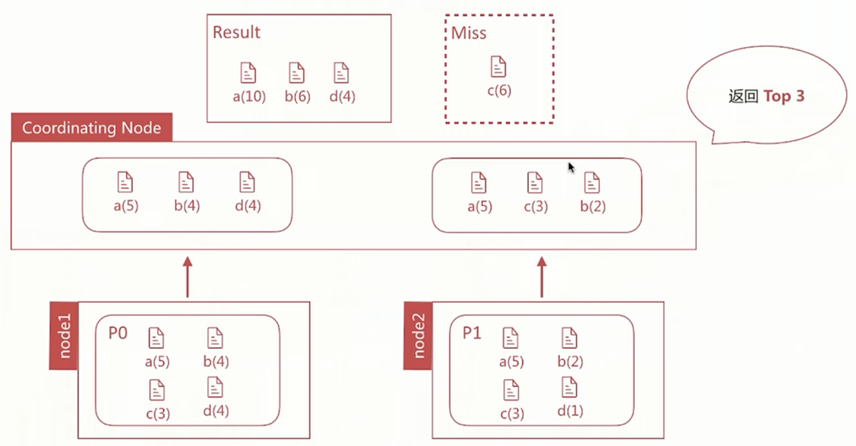 Result
a(10) b(6) d(4)
Miss
c(6)
返回 Top 3
Coordinating Node
a(5) b(4) d(4)
a(5) c(3) b(2)
node1
P0
a(5) b(4)
c(3) d(4)
node2
P1
a(5) b(2)
c(3) d(1)